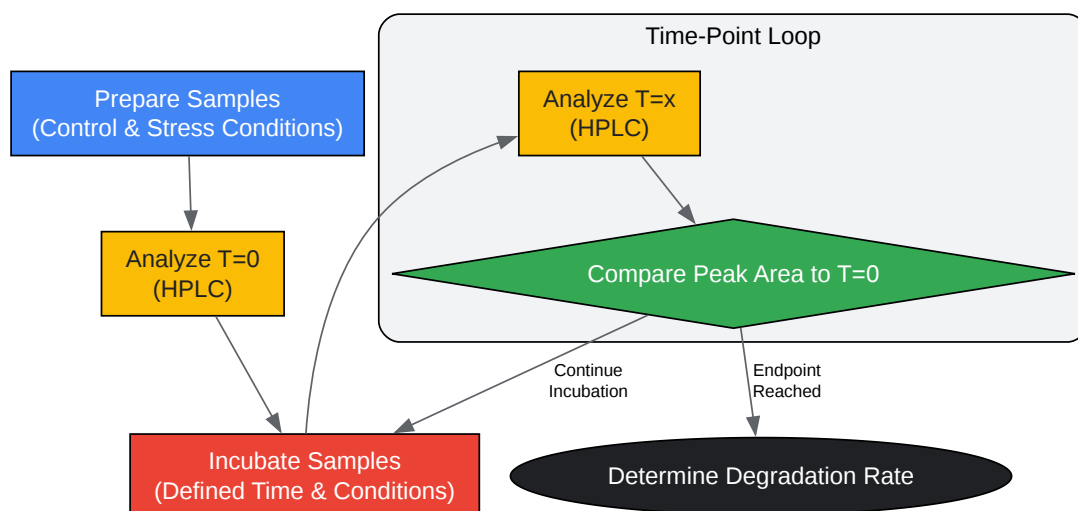 Time-Point Loop
Prepare Samples
(Control & Stress Conditions)
Analyze T=x
(HPLC)
Analyze T=0
(HPLC)
Compare Peak Area to T=0
Continue
Incubation
Endpoint
Reached
Incubate Samples
(Defined Time & Conditions)
Determine Degradation Rate